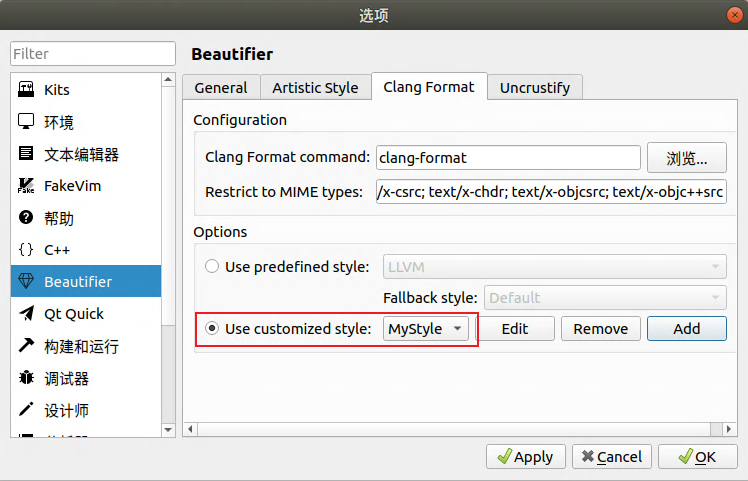 选项
Filter
Beautifier
Kits
环境
文本编辑器
FakeVim
帮助
C++
Beautifier
Qt Quick
构建和运行
调试器
设计师
General Artistic Style Clang Format Uncrustify
Configuration
Clang Format command: clang-format 浏览...
Restrict to MIME types: /x-csrc; text/x-chdr; text/x-objcsrc; text/x-objc++src
Options
Use predefined style: LLVM
Fallback style: Default
Use customized style: MyStyle Edit Remove Add
Apply Cancel OK